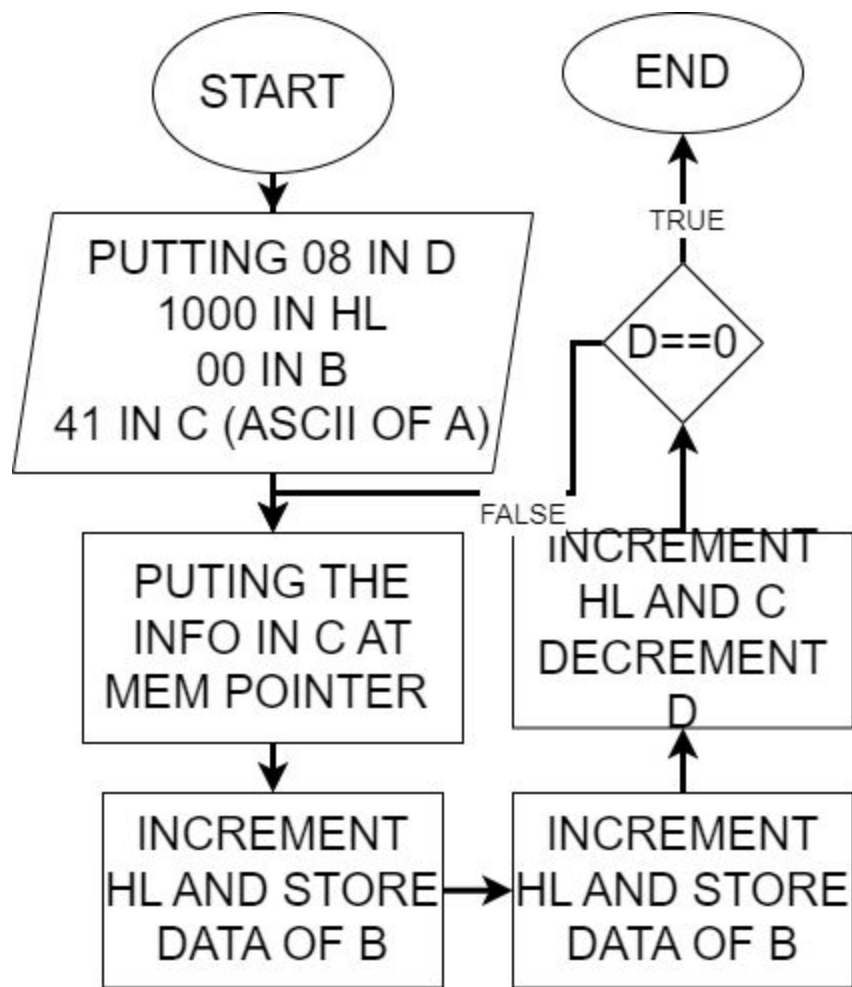 START
PUTTING 08 IN D
1000 IN HL
00 IN B
41 IN C (ASCII OF A)
PUTING THE
INFO IN C AT
MEM POINTER
INCREMENT
HL AND STORE
DATA OF B
INCREMENT
HL AND STORE
DATA OF B
INCREMENT
HL AND C
DECREMENT
D
D==0
FALSE
TRUE
END